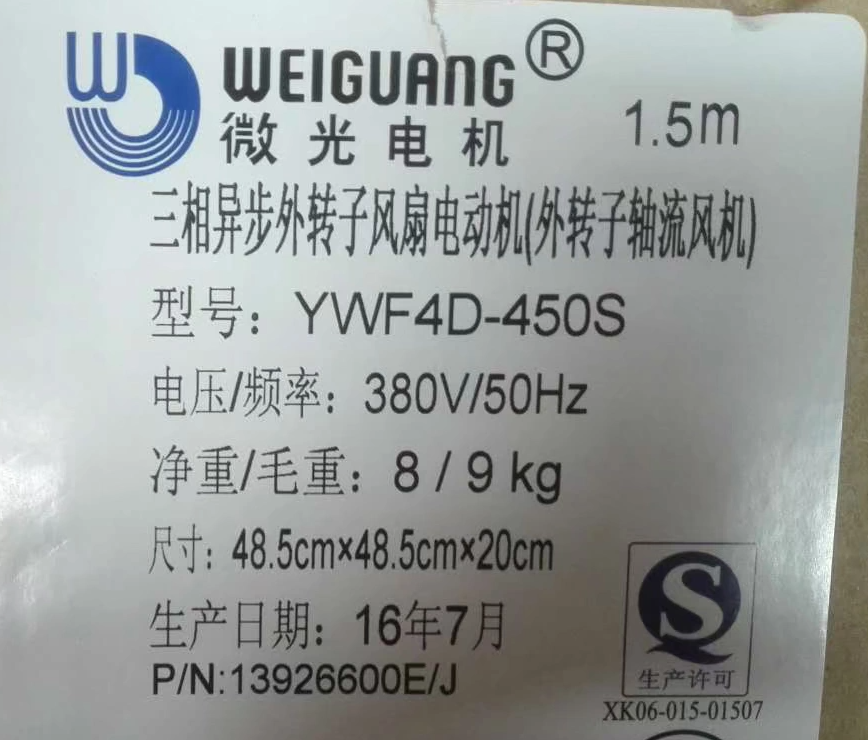 W
WEIGUANG®
微光电机
1.5m
三相异步外转子风扇电动机(外转子轴流风机)
型号：YWF4D-450S
电压/频率：380V/50Hz
净重/毛重：8 / 9 kg
尺寸：48.5cm×48.5cm×20cm
生产日期：16年7月
P/N:13926600E/J
S
生产许可
XK06-015-01507